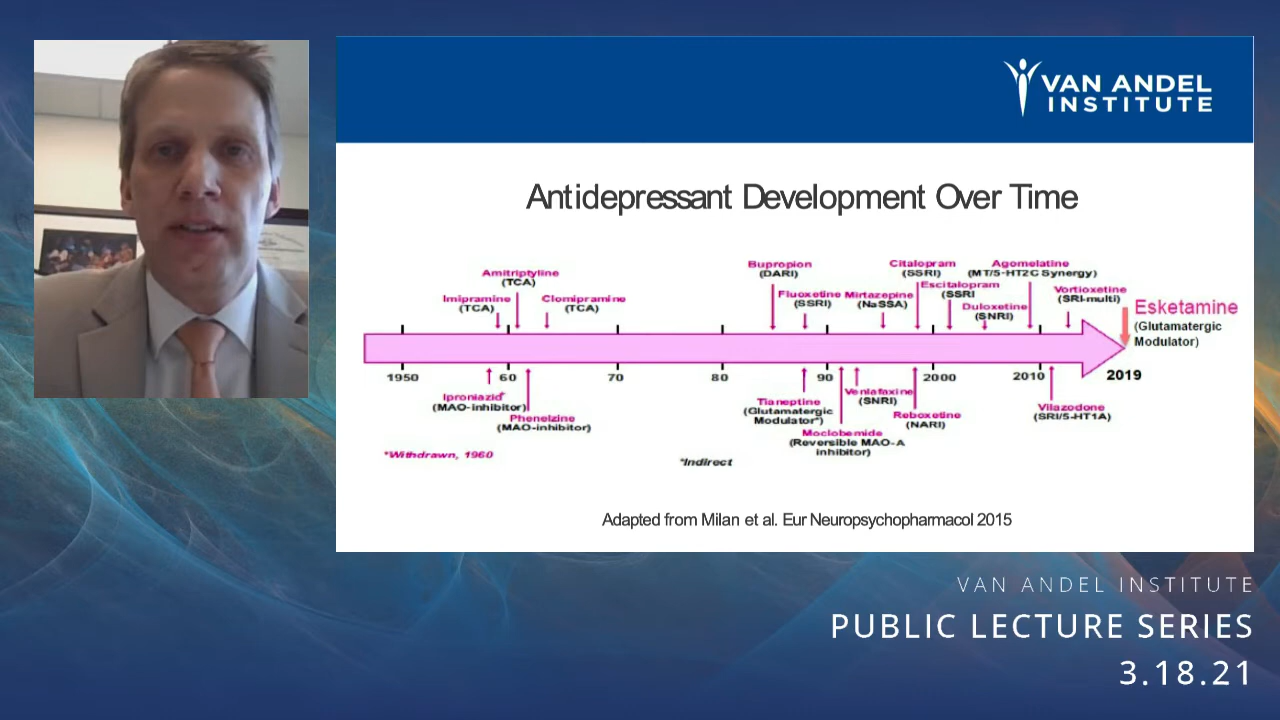 VAN ANDEL
INSTITUTE
Antidepressant Development Over Time
Bupropion
(DARI)
Citalopram
(SSRI)
Agomelatine
(MT/5-HT2C Synergy)
Amitriptyline
(TCA)
Imipramine
(TCA)
Clomipramine
(TCA)
Fluoxetine
(SSRI)
Mirtazepine
(NaSSA)
Escitalopram
(SSRI
Duloxetine
(SNRI)
Vortioxetine
(SRI-multi)
Esketamine
(Glutamatergic
Modulator)
1950 60 70 80 90 2000 2010 2019
Iproniazid*
(MAO-inhibitor)
Phenelzine
(MAO-inhibitor)
Tianeptine
(Glutamatergic
Modulator*)
Moclobemide
(Reversible MAO-A
inhibitor)
Venlafaxine
(SNRI)
Reboxetine
(NARI)
Vilazodone
(SRI/5-HT1A)
*Withdrawn, 1960
*Indirect
Adapted from Milan et al. Eur Neuropsychopharmacol 2015
VAN ANDEL INSTITUTE
PUBLIC LECTURE SERIES
3.18.21